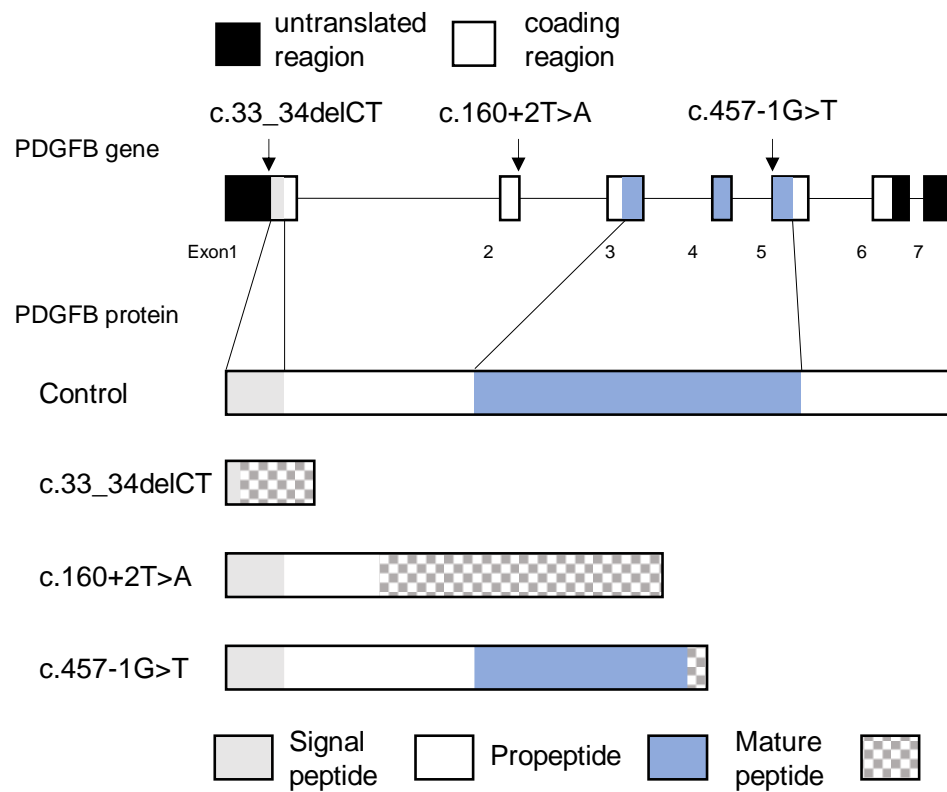 untranslated
reagion
coading
reagion
c.33_34delCT
c.160+2T>A
c.457-1G>T
PDGFB gene
Exon1
2
3
4
5
6
7
PDGFB protein
Control
c.33_34delCT
c.160+2T>A
c.457-1G>T
Signal
peptide
Propeptide
Mature
peptide